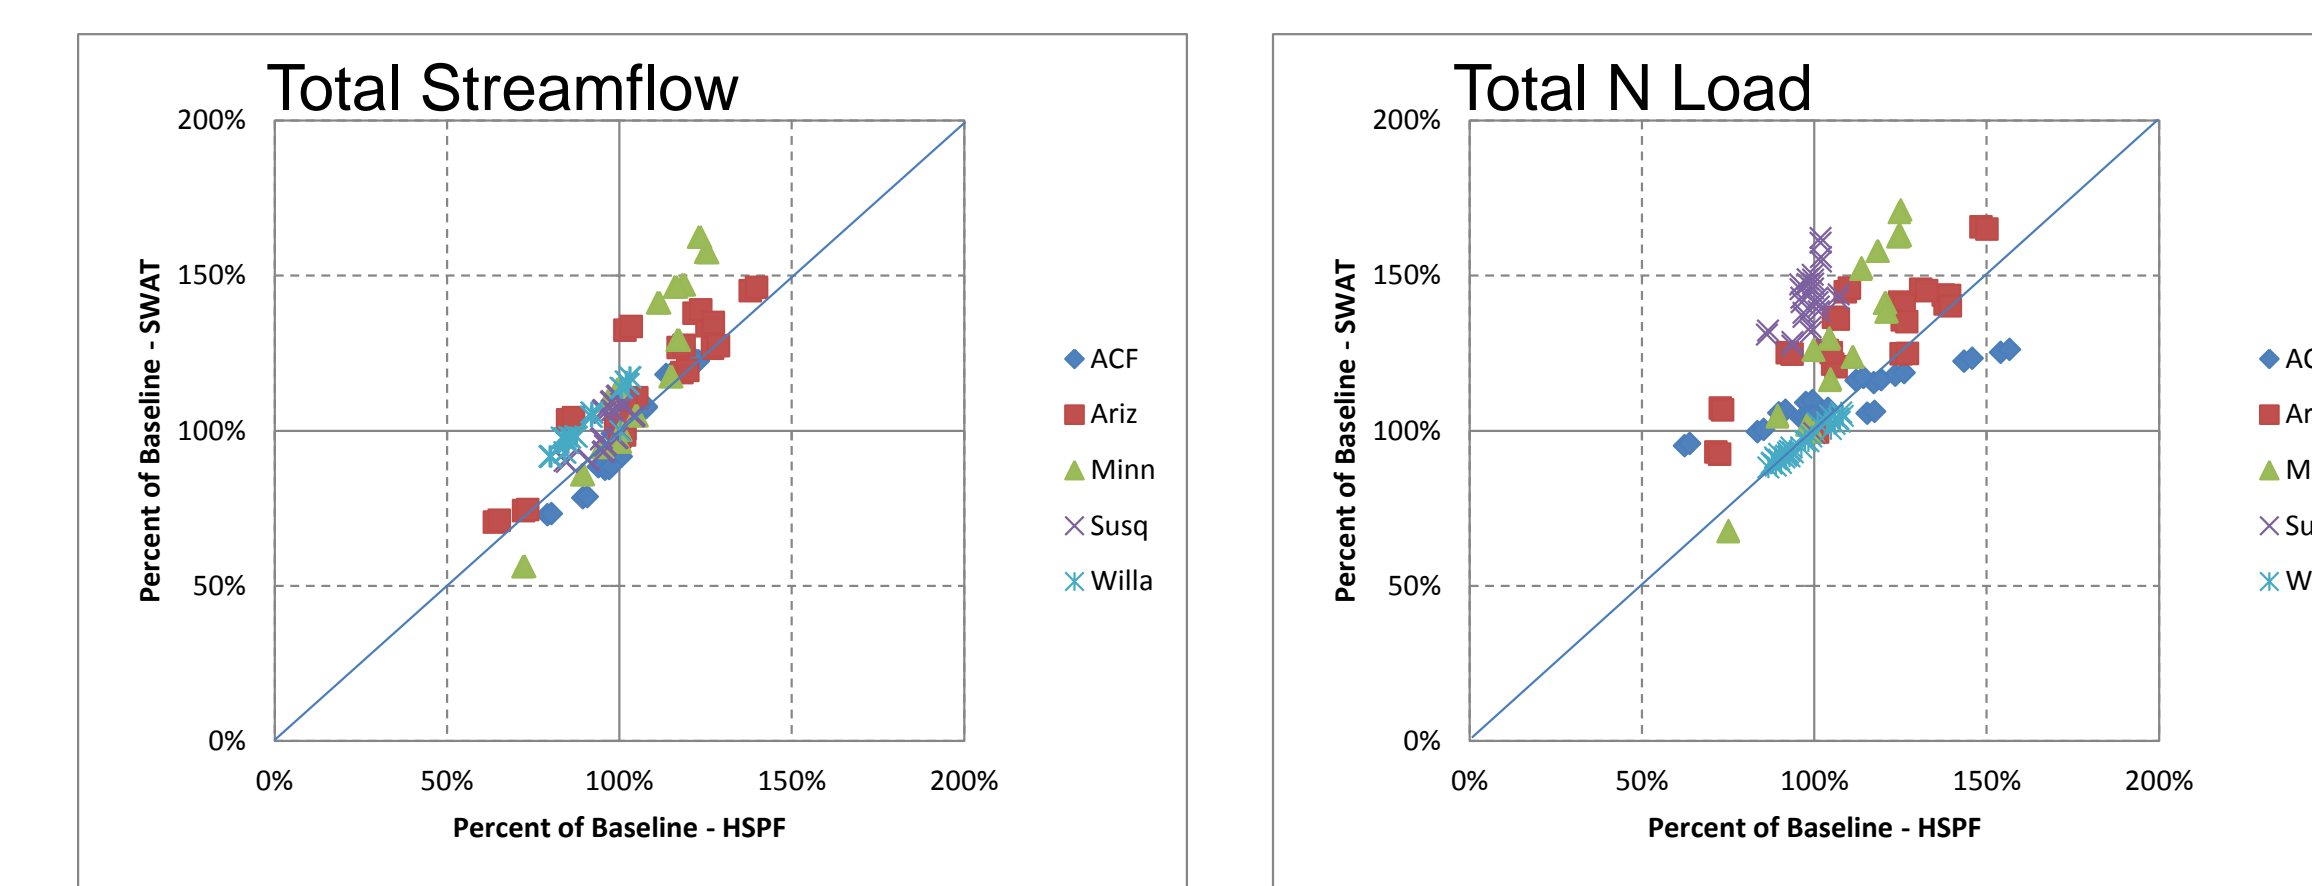 Total Streamflow
200%
150%
100%
50%
0%
0% 50% 100% 150% 200%
Percent of Baseline - SWAT
Percent of Baseline - HSPF
ACF
Ariz
Minn
Susq
Willa
Total N Load
200%
150%
100%
50%
0%
0% 50% 100% 150% 200%
Percent of Baseline - SWAT
Percent of Baseline - HSPF